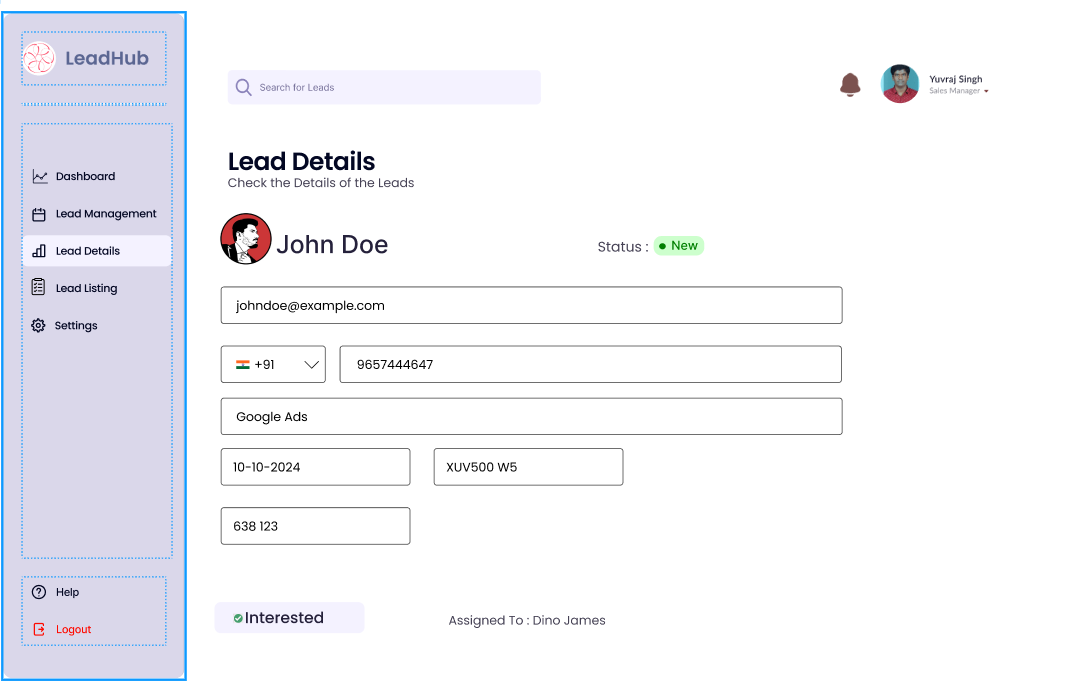 LeadHub
Dashboard
Lead Management
Lead Details
Lead Listing
Settings
Help
Logout
Search for Leads
Yuvraj Singh
Sales Manager
Lead Details
Check the Details of the Leads
John Doe
Status : New
johndoe@example.com
+91
9657444647
Google Ads
10-10-2024
XUV500 W5
638 123
Interested
Assigned To : Dino James